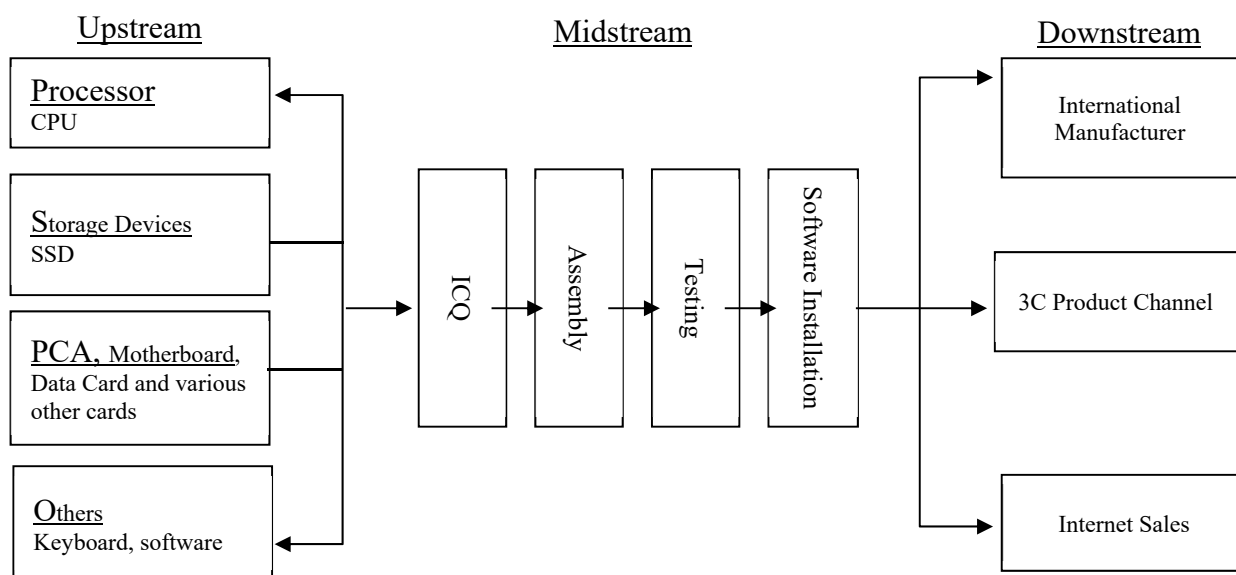 Upstream
Processor
CPU
Storage Devices
SSD
PCA, Motherboard,
Data Card and various
other cards
Others
Keyboard, software
Midstream
ICQ
Assembly
Testing
Software Installation
Downstream
International
Manufacturer
3C Product Channel
Internet Sales